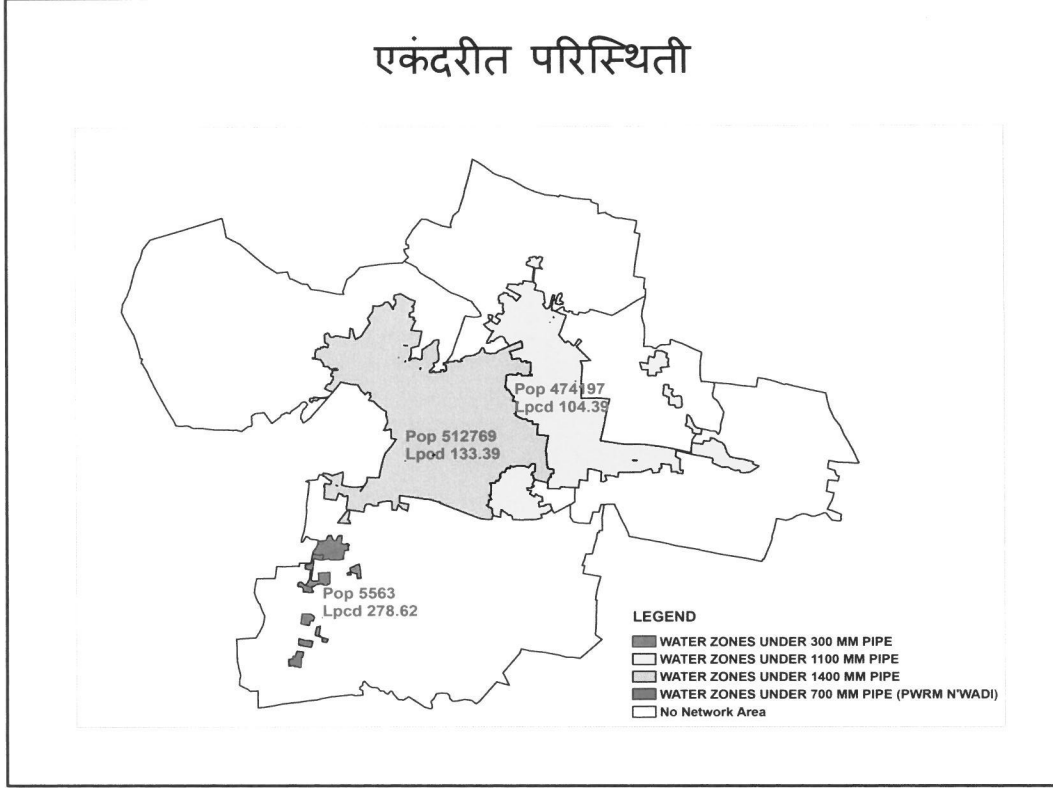 एकंदरीत परिस्थिती
Pop 474197
Lpcd 104.39
Pop 512769
Lpcd 133.39
Pop 5563
Lpcd 278.62
LEGEND
WATER ZONES UNDER 300 MM PIPE
WATER ZONES UNDER 1100 MM PIPE
WATER ZONES UNDER 1400 MM PIPE
WATER ZONES UNDER 700 MM PIPE (PWRM N'WADI)
No Network Area